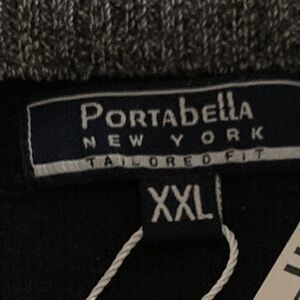 PORTAbELLA
NEW YORK
TAILORED FIT
XXL